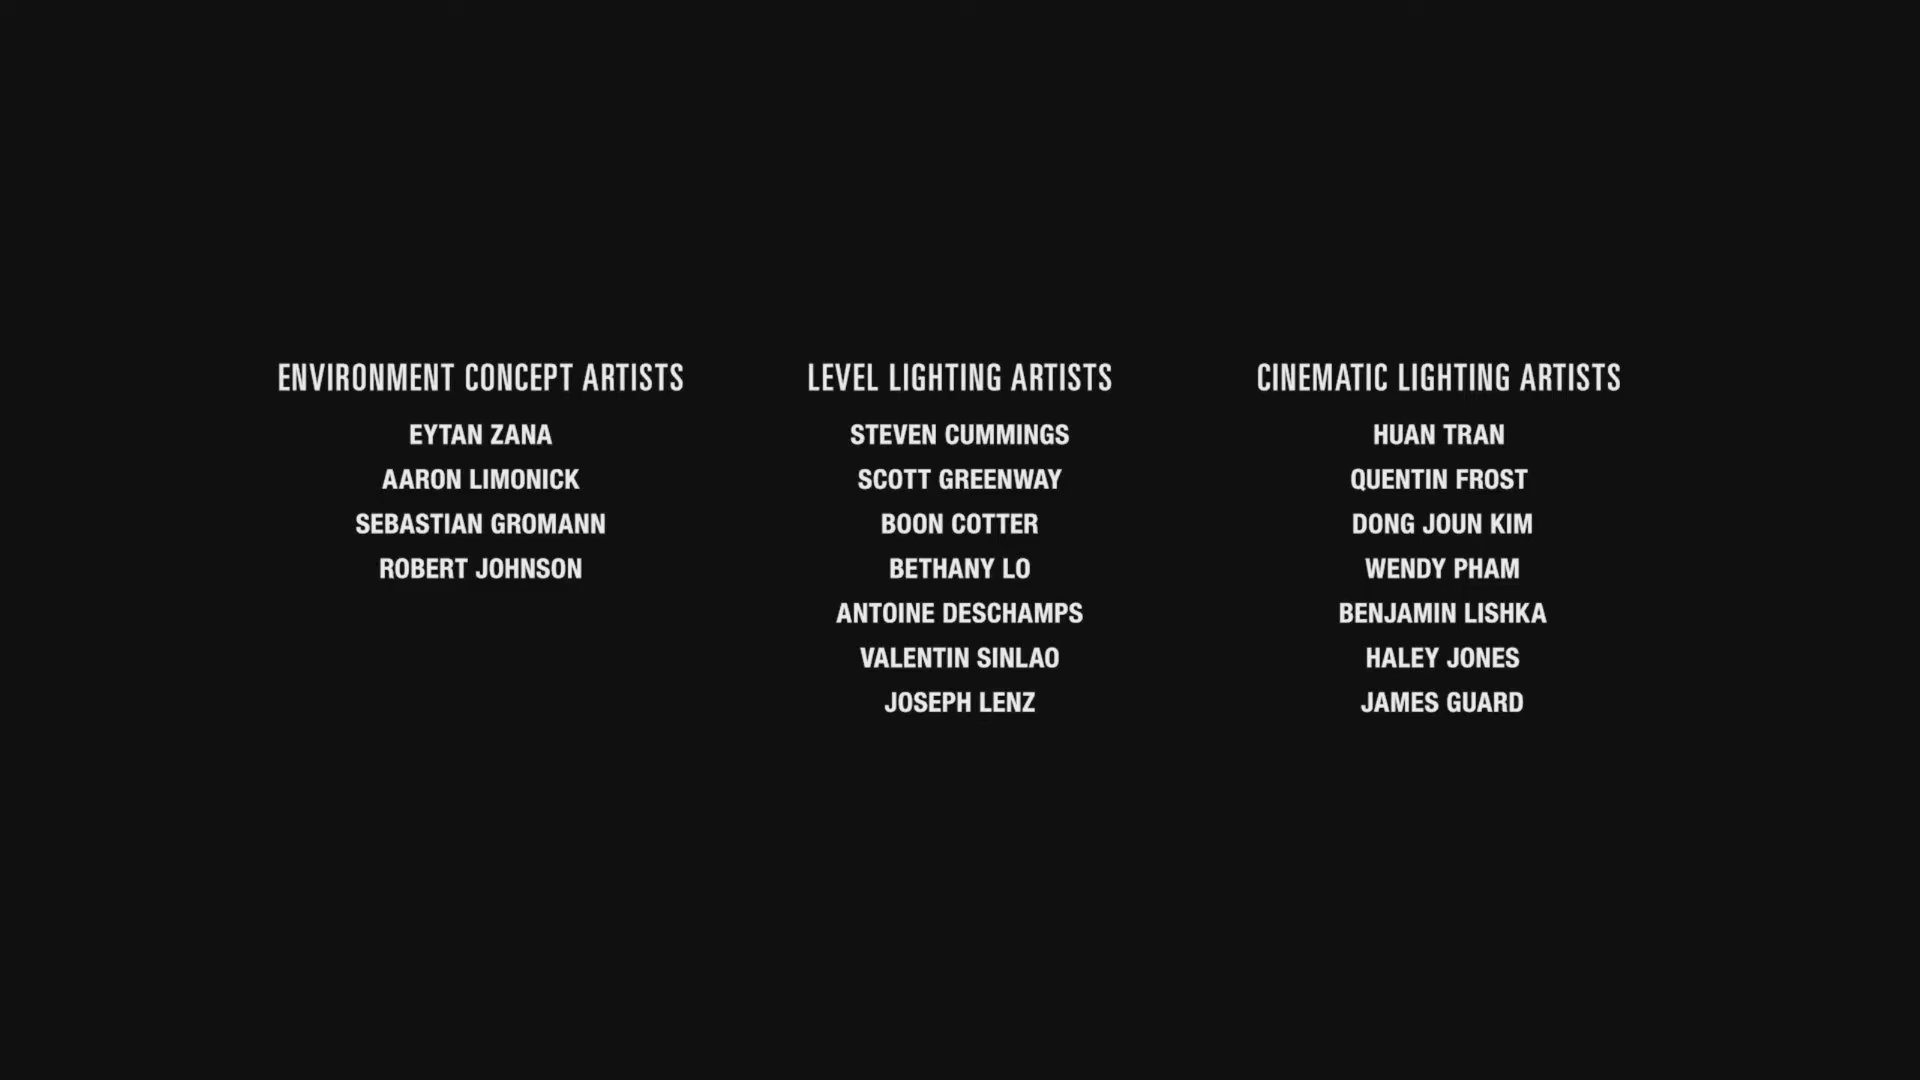 ENVIRONMENT CONCEPT ARTISTS
EYTAN ZANA
AARON LIMONICK
SEBASTIAN GROMANN
ROBERT JOHNSON
LEVEL LIGHTING ARTISTS
STEVEN CUMMINGS
SCOTT GREENWAY
BOON COTTER
BETHANY LO
ANTOINE DESCHAMPS
VALENTIN SINLAO
JOSEPH LENZ
CINEMATIC LIGHTING ARTISTS
HUAN TRAN
QUENTIN FROST
DONG JOUN KIM
WENDY PHAM
BENJAMIN LISHKA
HALEY JONES
JAMES GUARD